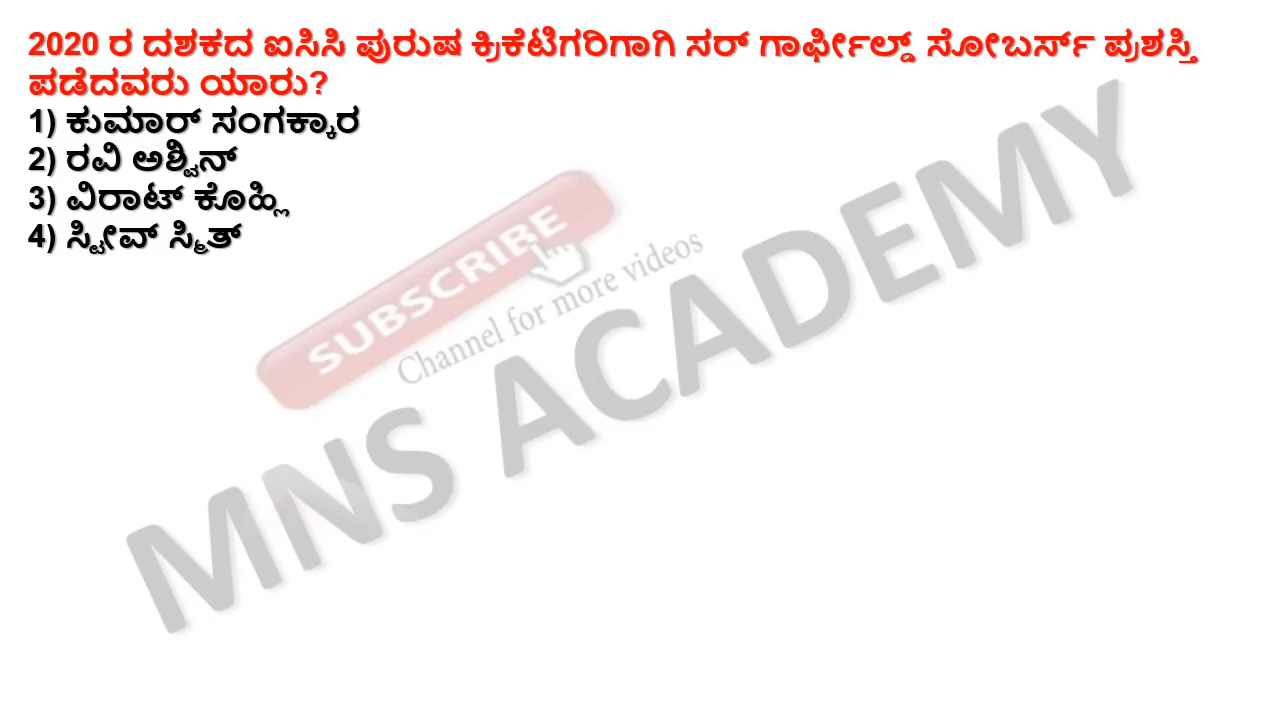 2020 ರ ದಶಕದ ಐಸಿಸಿ ಪುರುಷ ಕ್ರಿಕೆಟಿಗರಿಗಾಗಿ ಸರ್ ಗಾರ್ಫೀಲ್ಡ್ ಸೋಬರ್ಸ್ ಪ್ರಶಸ್ತಿ
ಪಡೆದವರು ಯಾರು?
1) ಕುಮಾರ್ ಸಂಗಕ್ಕಾರ
2) ರವಿ ಅಶ್ವಿನ್
3) ವಿರಾಟ್ ಕೊಹ್ಲಿ
4) ಸ್ಟೀವ್ ಸ್ಮಿತ್
SUBSCRIBE
Channel for more videos
MNS ACADEMY